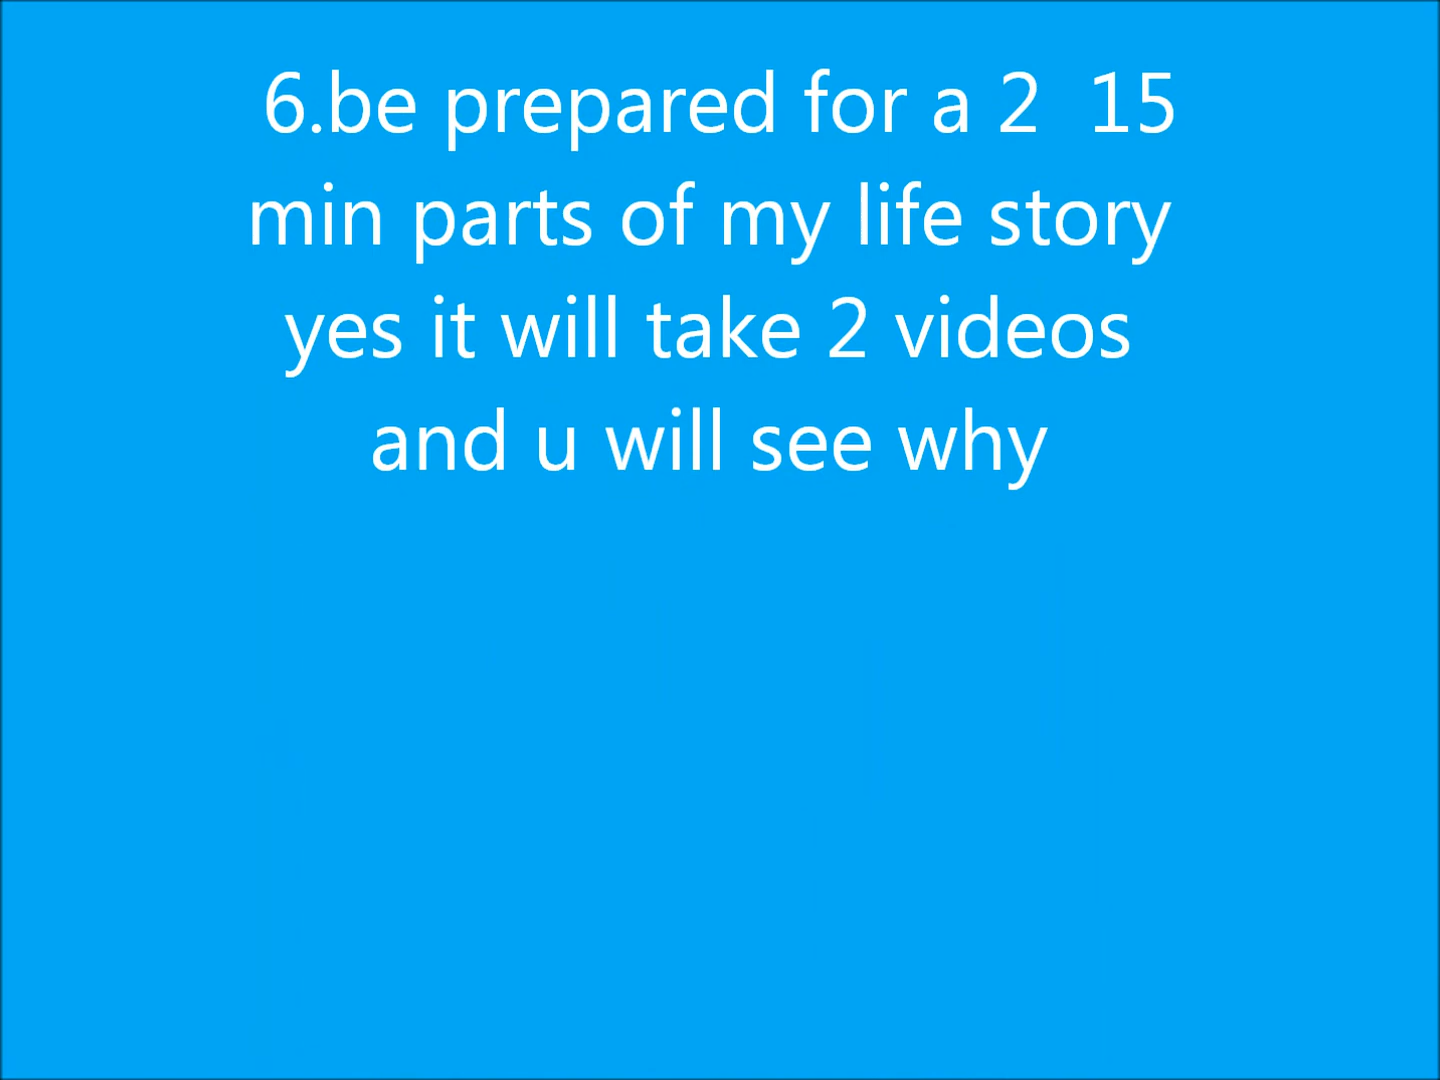 6.be prepared for a 2  15
min parts of my life story
yes it will take 2 videos
and u will see why